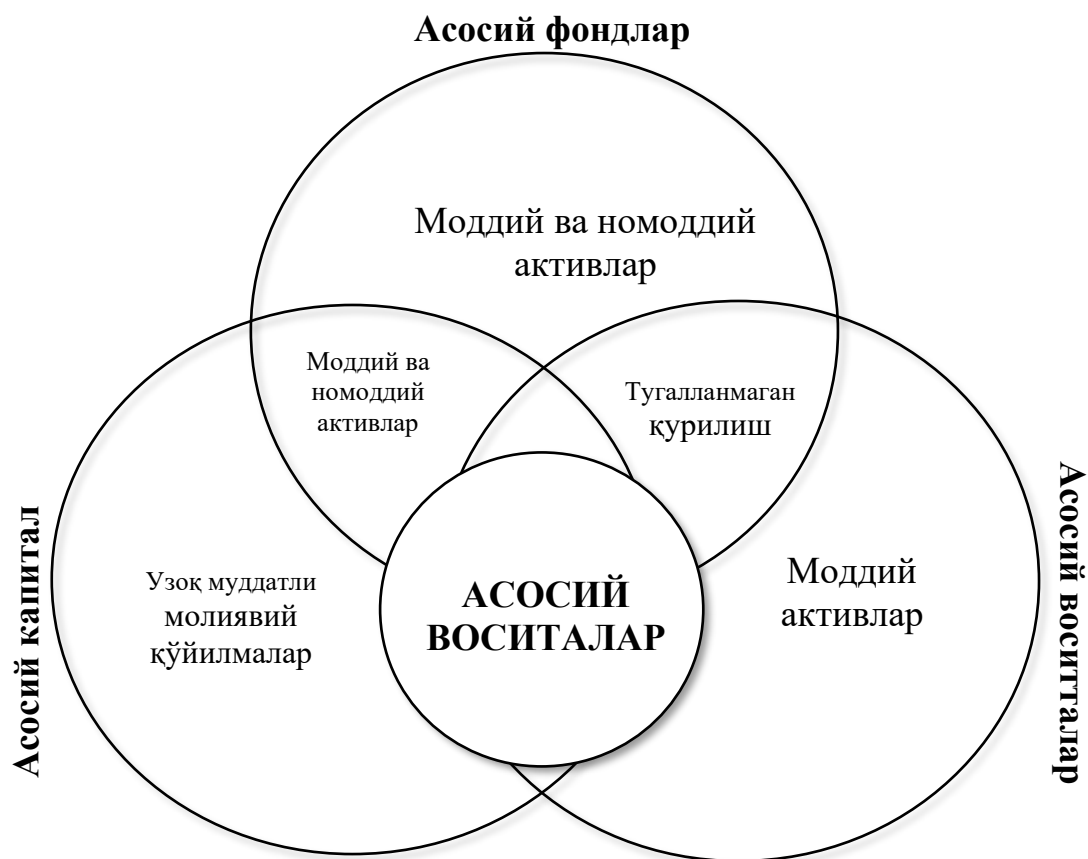 Асосий фондлар
Моддий ва номоддий
активлар
Моддий ва
номоддий
активлар
Тугалланмаган
қурилиш
Асосий капитал
Узоқ муддатли
молиявий
қўйилмалар
АСОСИЙ
ВОСИТАЛАР
Моддий
активлар
Асосий воситталар